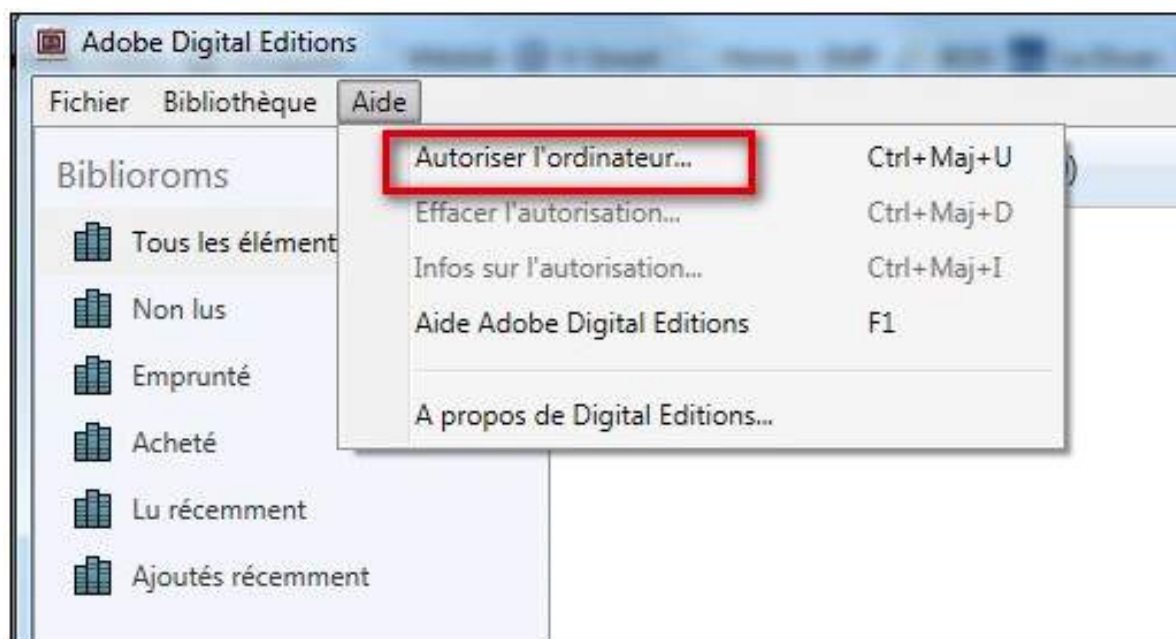 Adobe Digital Editions
Fichier Bibliothèque Aide
Autoriser l'ordinateur... Ctrl+Maj+U
Effacer l'autorisation... Ctrl+Maj+D
Infos sur l'autorisation... Ctrl+Maj+I
Aide Adobe Digital Editions F1
A propos de Digital Editions...
Biblioroms
Tous les élément
Non lus
Emprunté
Acheté
Lu récemment
Ajoutés récemment